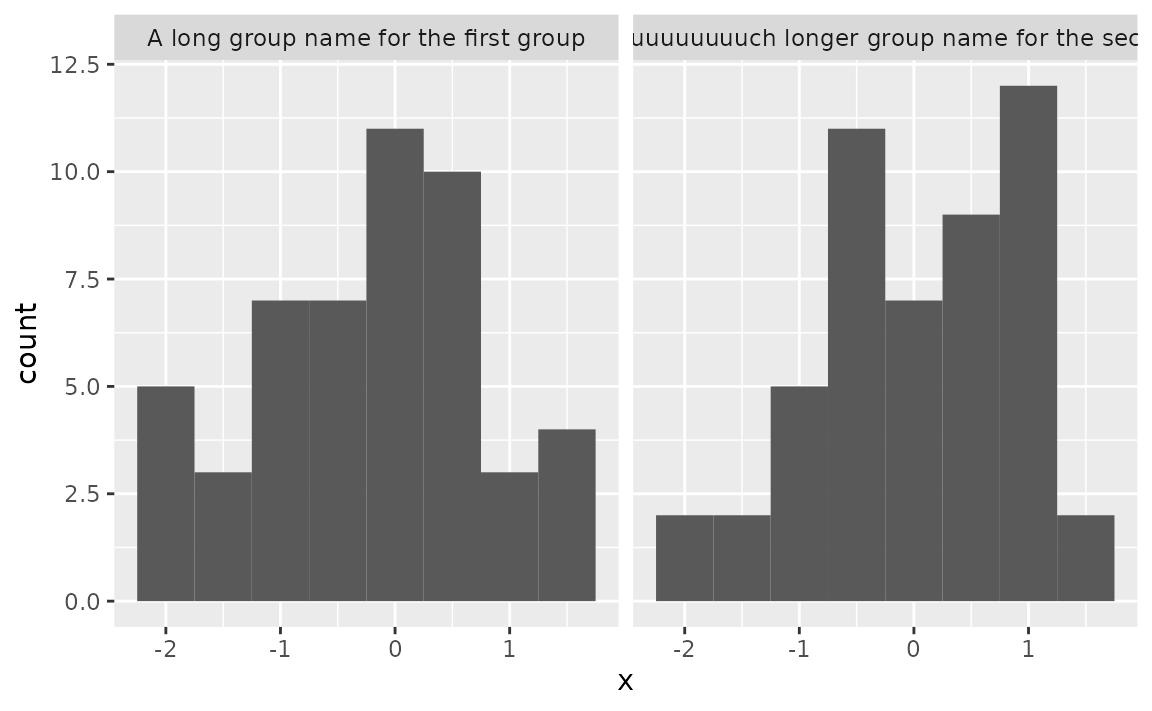 A long group name for the first group
uuuuuuuuch longer group name for the sec
12.5
10.0
7.5
5.0
2.5
0.0
count
-2 -1 0 1
-2 -1 0 1
x